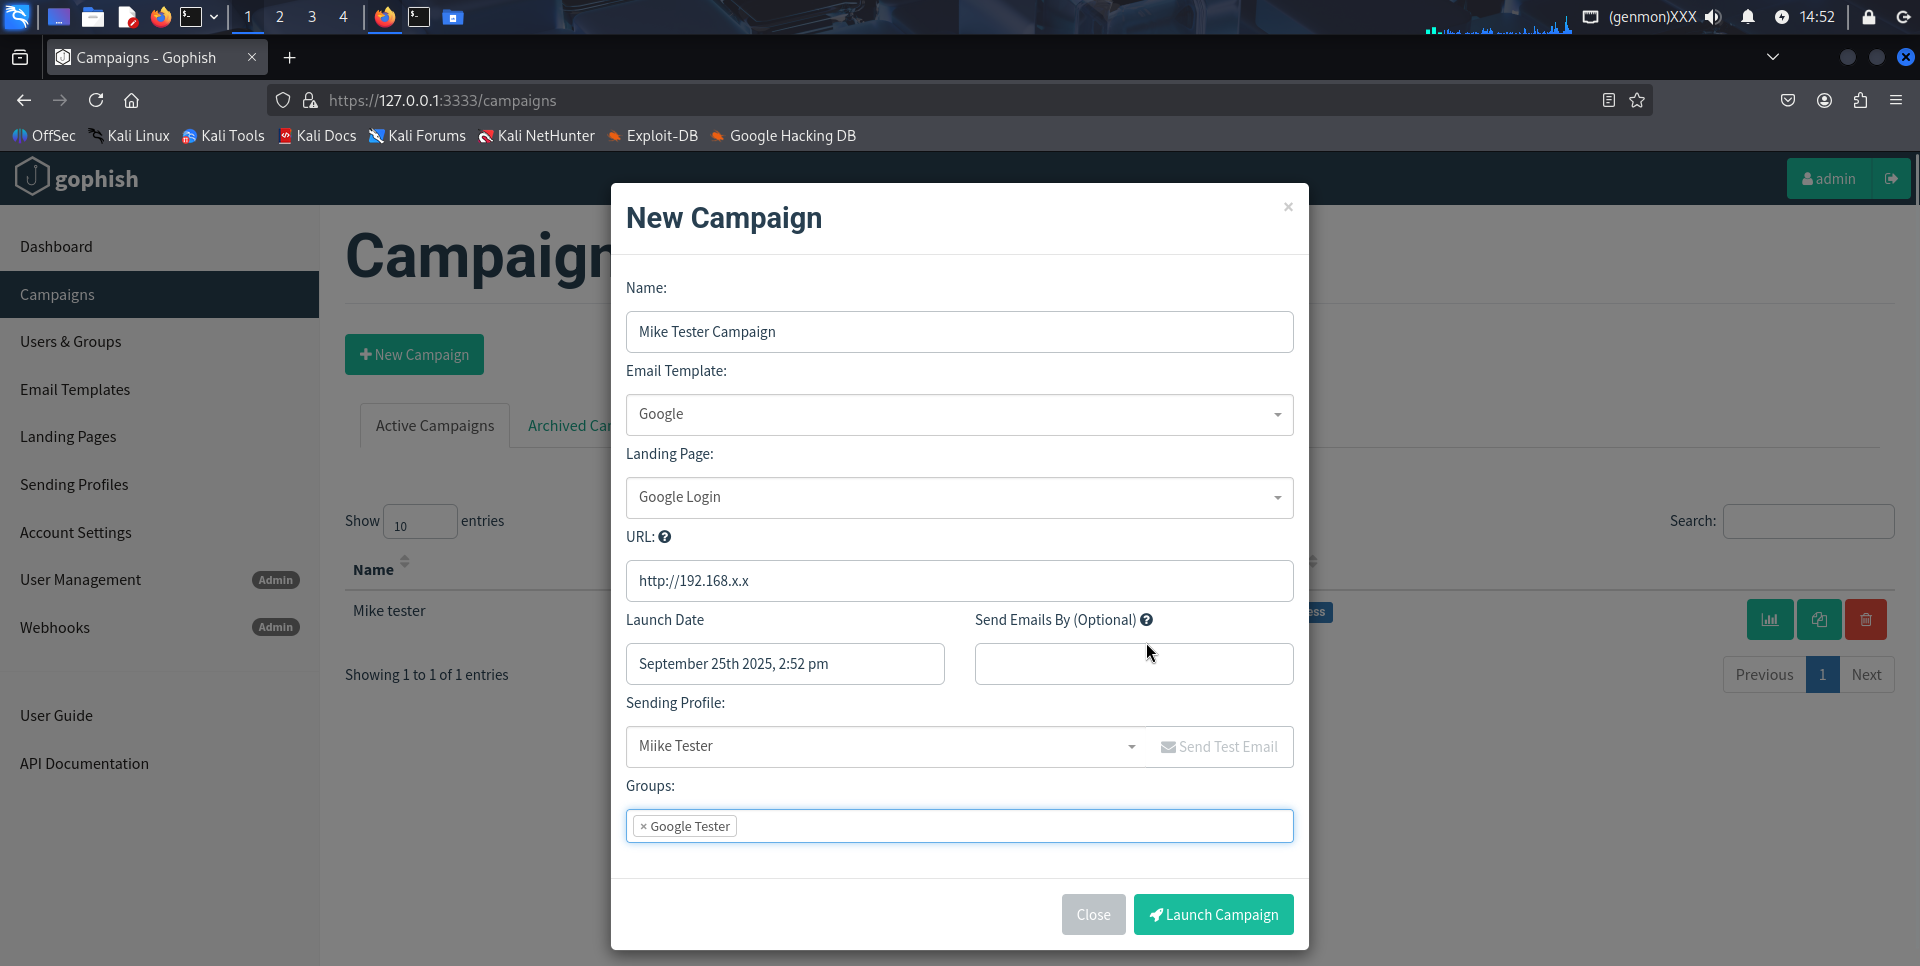 1 2 3 4 (genmon)XXX 14:52
Campaigns - Gophish
https://127.0.0.1:3333/campaigns
OffSec Kali Linux Kali Tools Kali Docs Kali Forums Kali NetHunter Exploit-DB Google Hacking DB
gophish admin
Dashboard
Campaigns
Users & Groups
Email Templates
Landing Pages
Sending Profiles
Account Settings
User Management Admin
Webhooks Admin
User Guide
API Documentation
Campaign
New Campaign
Active Campaigns Archived Ca
Show 10 entries Search:
Name
Mike tester ess
Showing 1 to 1 of 1 entries Previous 1 Next
New Campaign ×
Name:
Mike Tester Campaign
Email Template:
Google
Landing Page:
Google Login
URL:
http://192.168.x.x
Launch Date Send Emails By (Optional)
September 25th 2025, 2:52 pm
Sending Profile:
Miike Tester Send Test Email
Groups:
× Google Tester
Close Launch Campaign